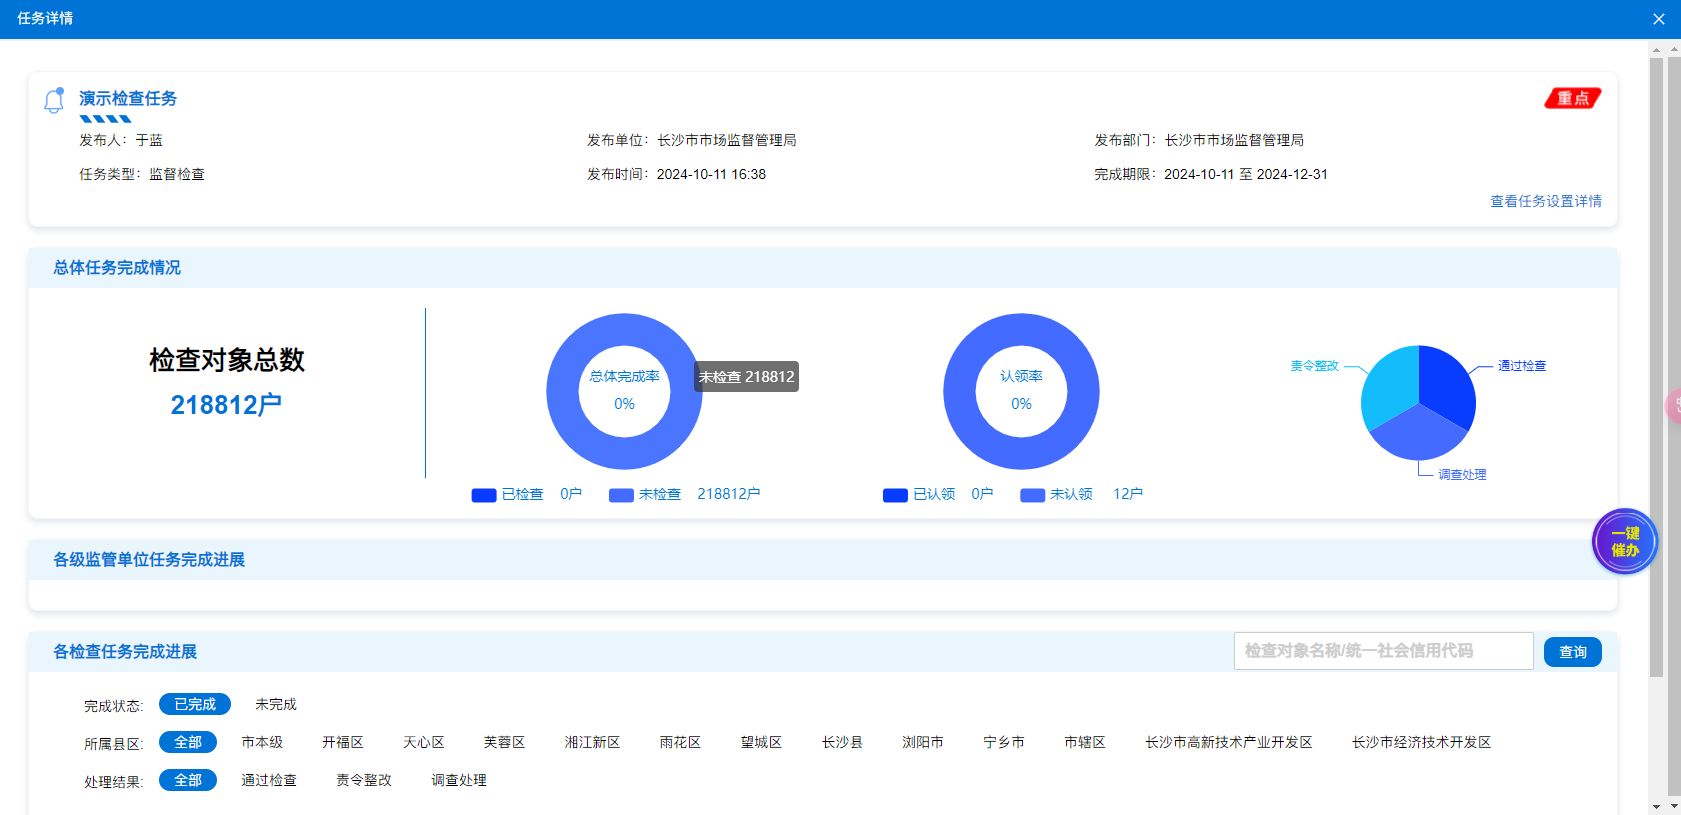 任务详情
演示检查任务
重点
发布人：于蓝
发布单位：长沙市市场监督管理局
发布部门：长沙市市场监督管理局
任务类型：监督检查
发布时间：2024-10-11 16:38
完成期限：2024-10-11 至 2024-12-31
查看任务设置详情
总体任务完成情况
检查对象总数
218812户
总体完成率
0%
未检查 218812
已检查 0户 未检查 218812户
认领率
0%
已认领 0户 未认领 12户
责令整改
通过检查
调查处理
一键
催办
各级监管单位任务完成进展
各检查任务完成进展
检查对象名称/统一社会信用代码
查询
完成状态: 已完成 未完成
所属县区: 全部 市本级 开福区 天心区 芙蓉区 湘江新区 雨花区 望城区 长沙县 浏阳市 宁乡市 市辖区 长沙市高新技术产业开发区 长沙市经济技术开发区
处理结果: 全部 通过检查 责令整改 调查处理